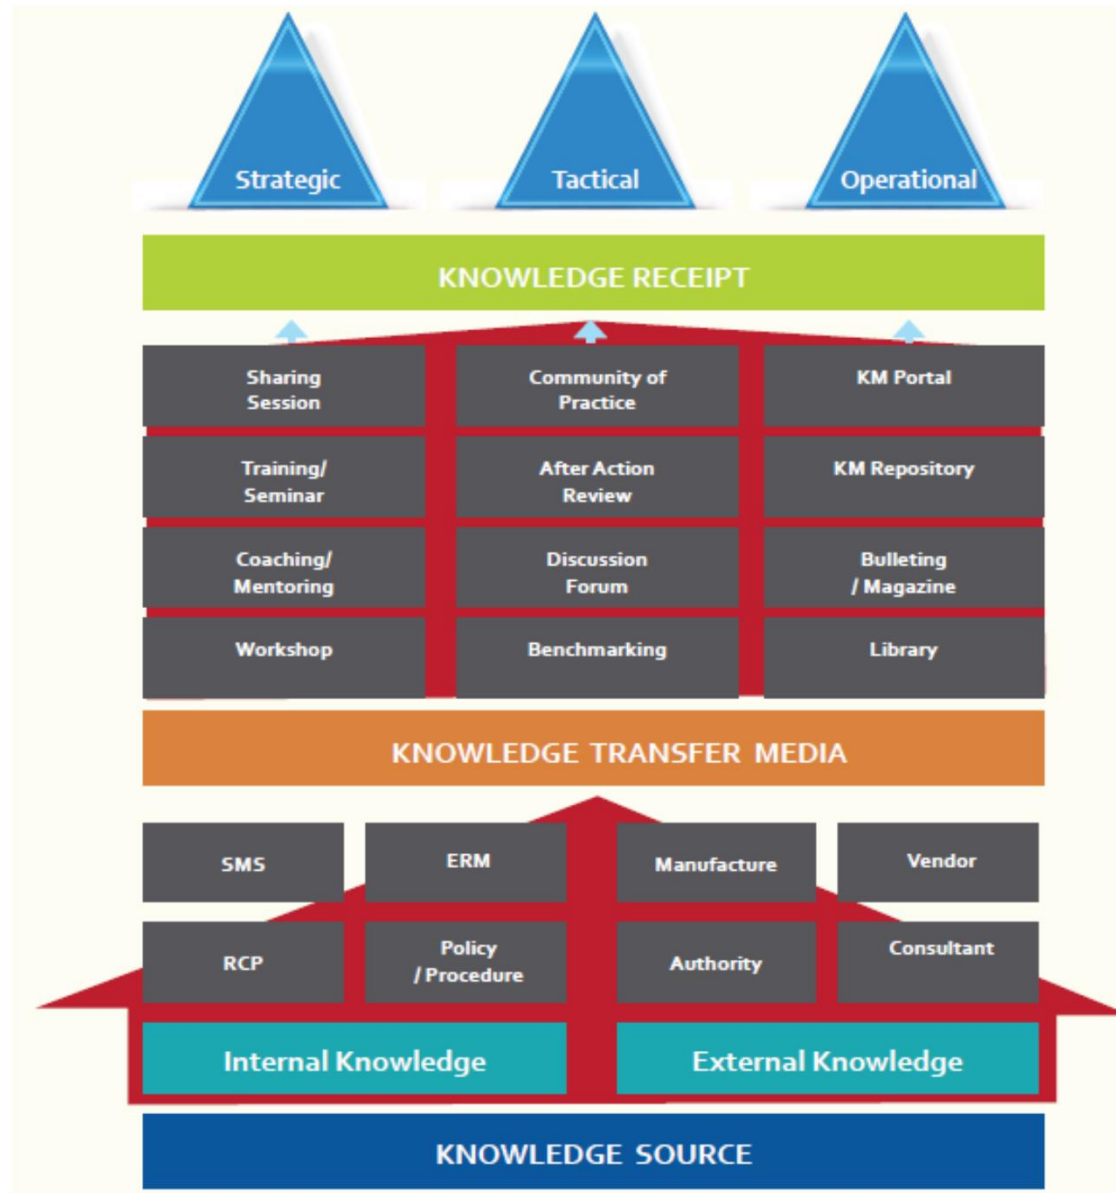 Strategic
Tactical
Operational
KNOWLEDGE RECEIPT
Sharing
Session
Community of
Practice
KM Portal
Training/
Seminar
After Action
Review
KM Repository
Coaching/
Mentoring
Discussion
Forum
Bulleting
/ Magazine
Workshop
Benchmarking
Library
KNOWLEDGE TRANSFER MEDIA
SMS
ERM
Manufacture
Vendor
RCP
Policy
/ Procedure
Authority
Consultant
Internal Knowledge
External Knowledge
KNOWLEDGE SOURCE